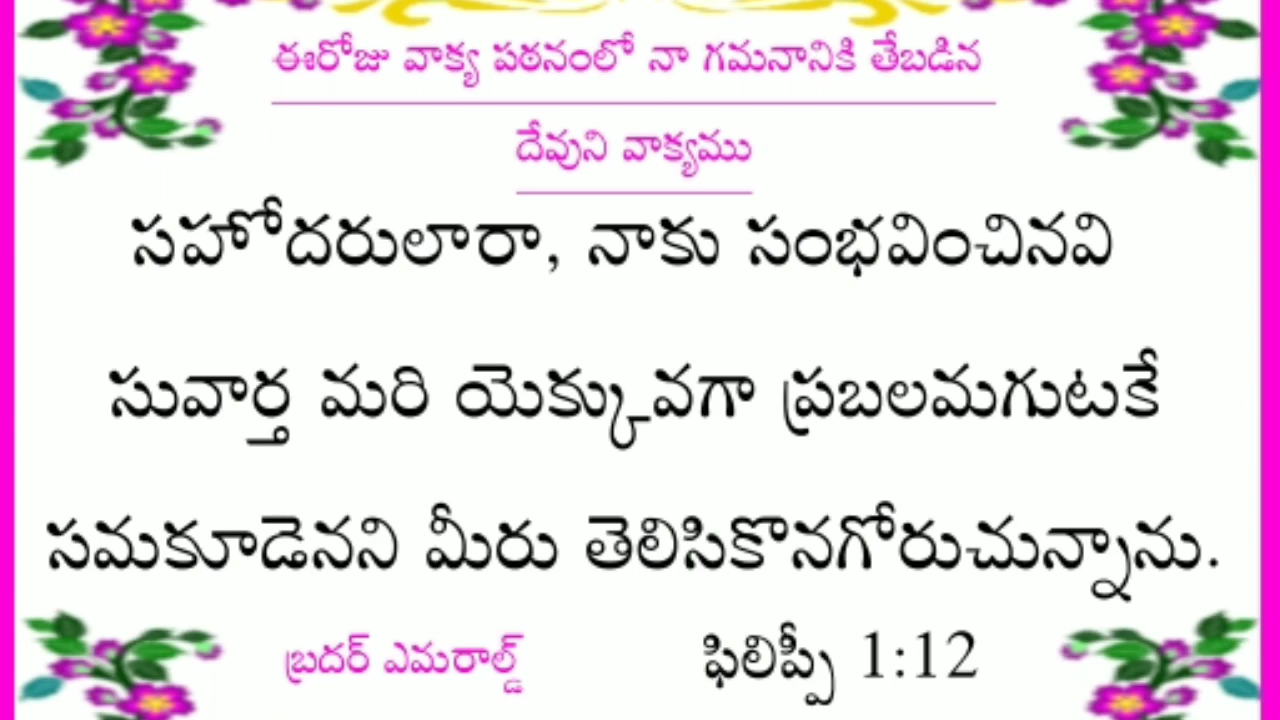 ఈరోజు వాక్య పఠనంలో నా గమనానికి తేబడిన
దేవుని వాక్యము
సహోదరులారా, నాకు సంభవించినవి
సువార్త మరి యెక్కువగా ప్రబలమగుటకే
సమకూడెనని మీరు తెలిసికొనగోరుచున్నాను.
బ్రదర్ ఎమరాల్డ్ ఫిలిప్పీ 1:12